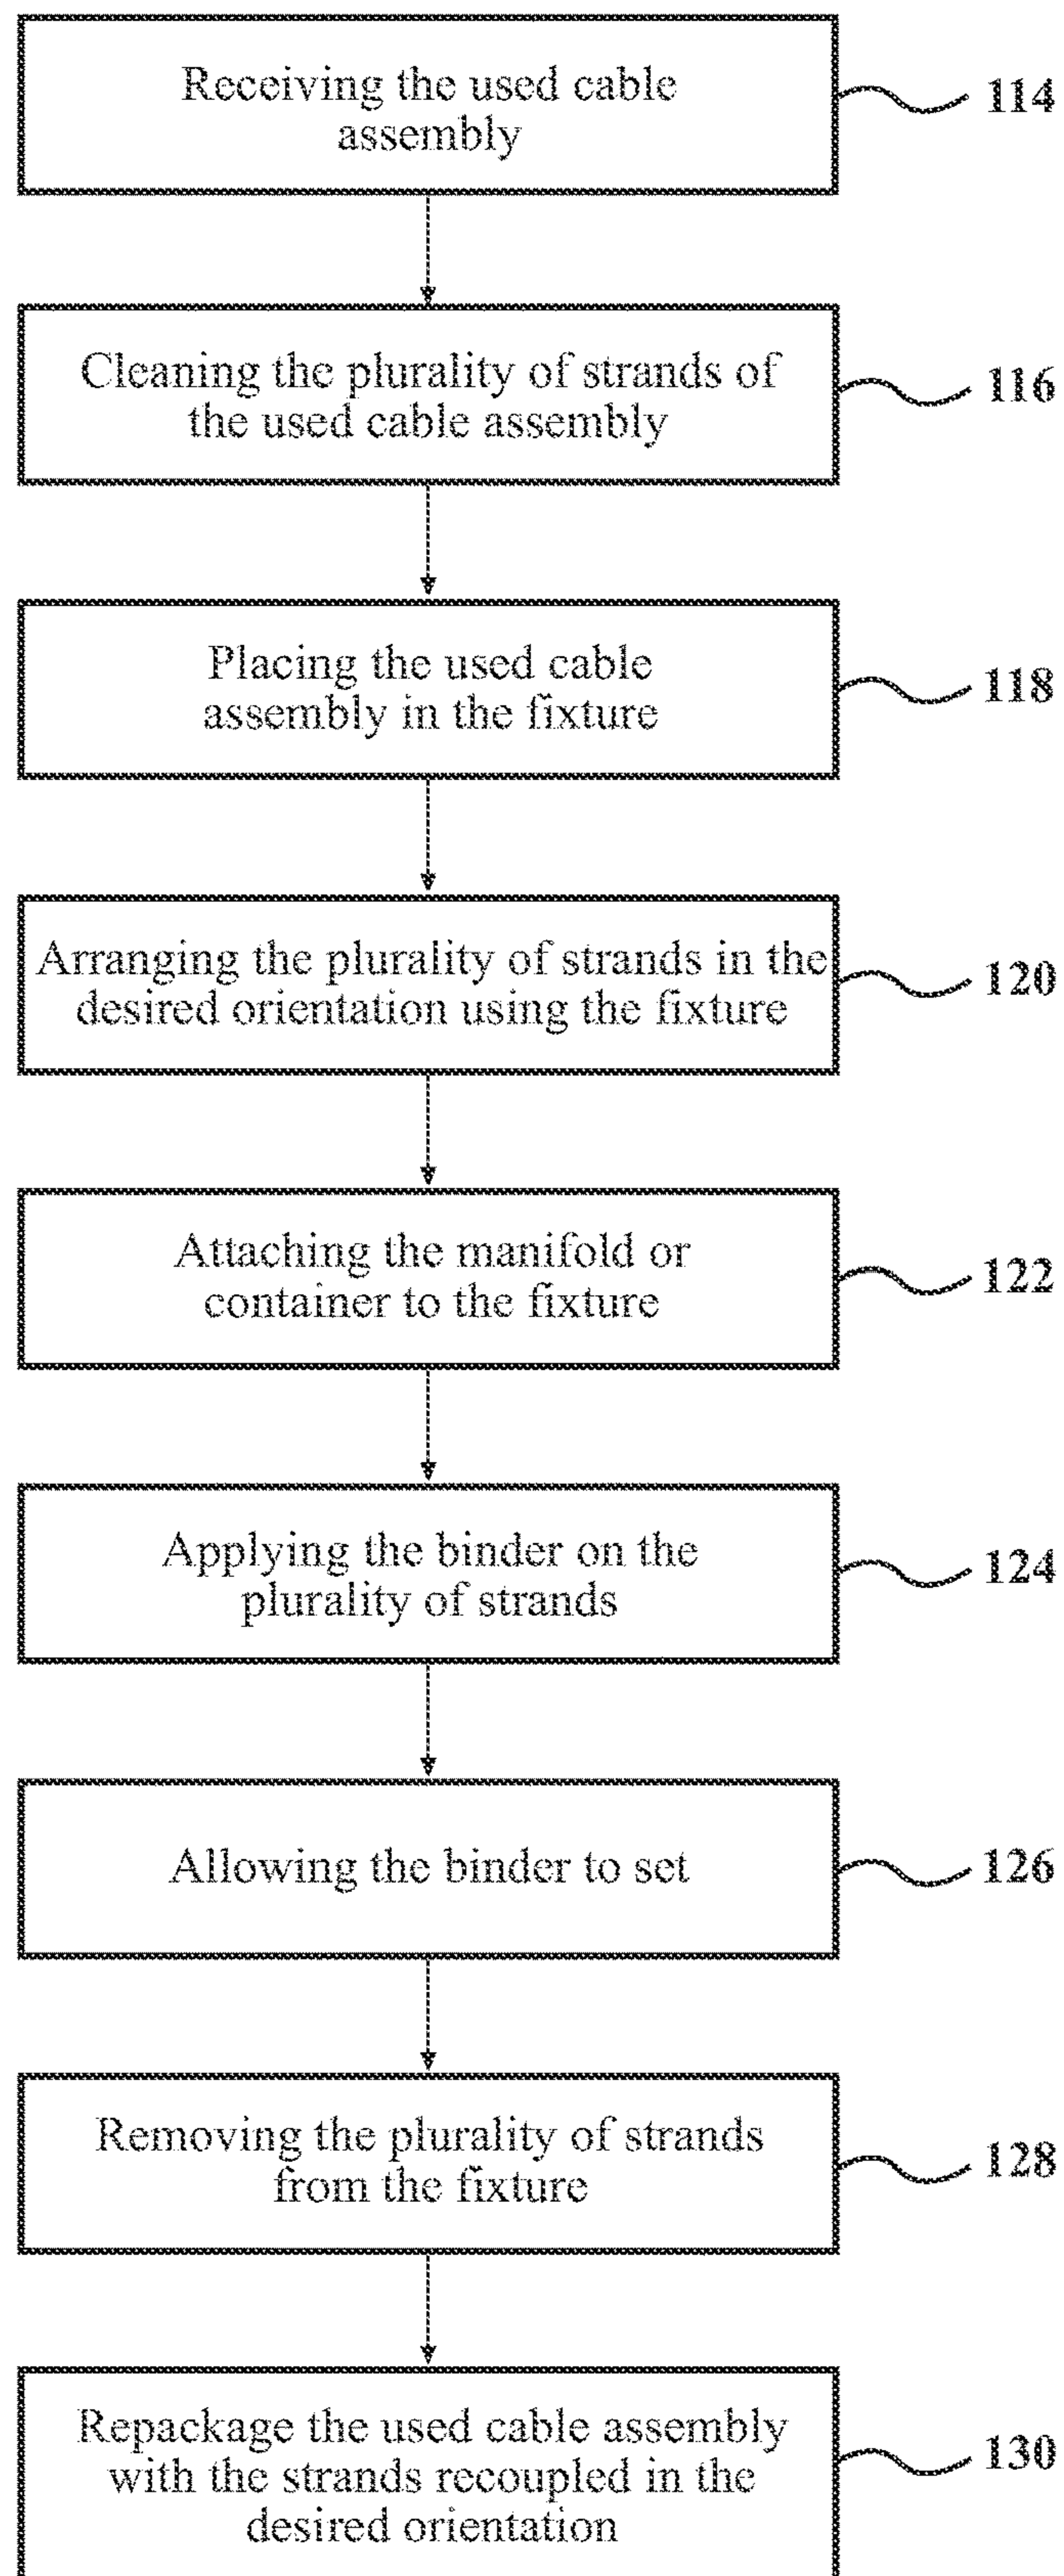 Receiving the used cable
assembly
114
Cleaning the plurality of strands of
the used cable assembly
116
Placing the used cable
assembly in the fixture
118
Arranging the plurality of strands in the
desired orientation using the fixture
120
Attaching the manifold or
container to the fixture
122
Applying the binder on the
plurality of strands
124
Allowing the binder to set
126
Removing the plurality of strands
from the fixture
128
Repackage the used cable assembly
with the strands recoupled in the
desired orientation
130